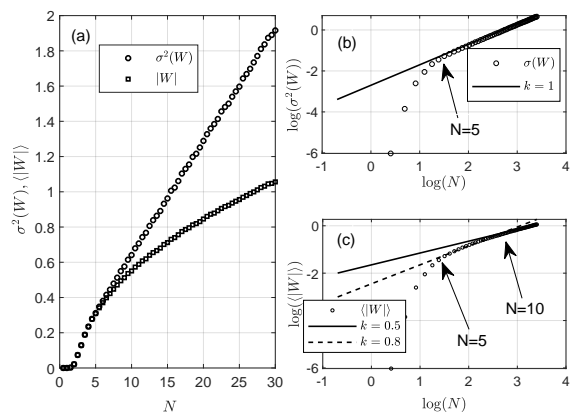 (a)
σ²(W)
|W|
2
1.8
1.6
1.4
1.2
1
0.8
0.6
0.4
0.2
0
0 5 10 15 20 25 30
N
σ²(W), ⟨|W|⟩
(b)
σ(W)
k = 1
N=5
0.0
-2
-4
-6
-1 0 1 2 3 4
log(N)
log(σ²(W))
(c)
⟨|W|⟩
k = 0.5
k = 0.8
N=5
N=10
0
-2
-6
-1 0 1 2 3 4
log(N)
log(⟨|W|⟩)